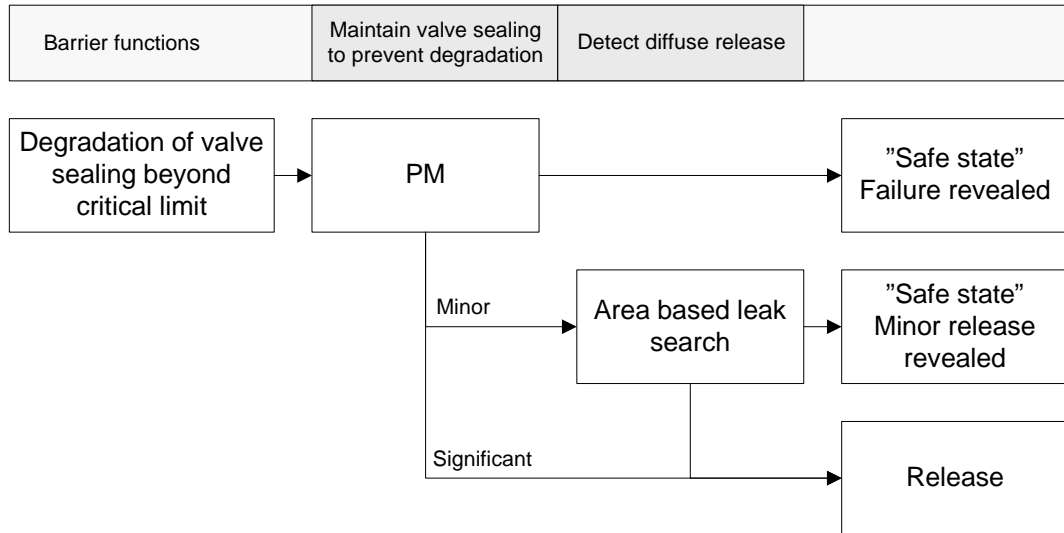 Barrier functions
Maintain valve sealing
to prevent degradation
Detect diffuse release
Degradation of valve
sealing beyond
critical limit
PM
”Safe state”
Failure revealed
Minor
Area based leak
search
”Safe state”
Minor release
revealed
Significant
Release